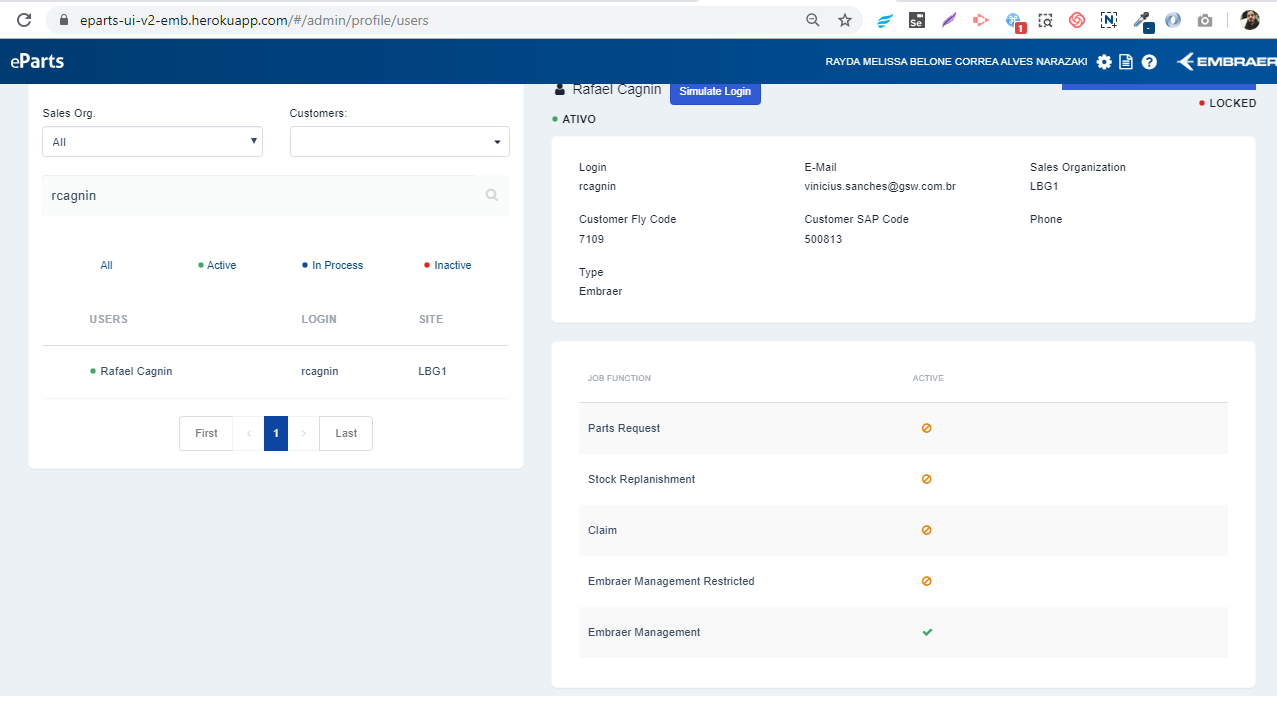 eparts-ui-v2-emb.herokuapp.com/#/admin/profile/users
Se
1
N
-
eParts
RAYDA MELISSA BELONE CORREA ALVES NARAZAKI
EMBRAER
Sales Org.
Customers:
All
rcagnin
All
Active
In Process
Inactive
USERS
LOGIN
SITE
Rafael Cagnin
rcagnin
LBG1
First
<
1
>
Last
Rafael Cagnin
Simulate Login
LOCKED
ATIVO
Login
E-Mail
Sales Organization
rcagnin
vinicius.sanches@gsw.com.br
LBG1
Customer Fly Code
Customer SAP Code
Phone
7109
500813
Type
Embraer
JOB FUNCTION
ACTIVE
Parts Request
Stock Replanishment
Claim
Embraer Management Restricted
Embraer Management